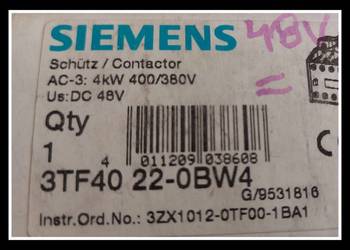 SIEMENS
48V
=
Schütz / Contactor
AC-3: 4kW 400/380V
Us: DC 48V
Qty
1
4 011209 038608
3TF40 22-0BW4
G/9531816
Instr.Ord.No.: 3ZX1012-0TF00-1BA1